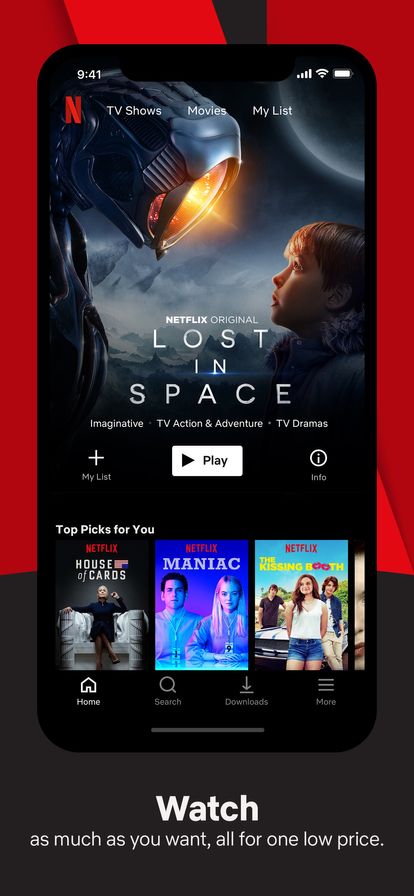 9:41
N
TV Shows Movies My List
NETFLIX ORIGINAL
LOST
IN
SPACE
Imaginative • TV Action & Adventure • TV Dramas
Play
My List
Info
Top Picks for You
NETFLIX
HOUSE
of CARDS
NETFLIX
MANIAC
9
NETFLIX
THE
KISSING BOOTH
Home Search Downloads More
Watch
as much as you want, all for one low price.